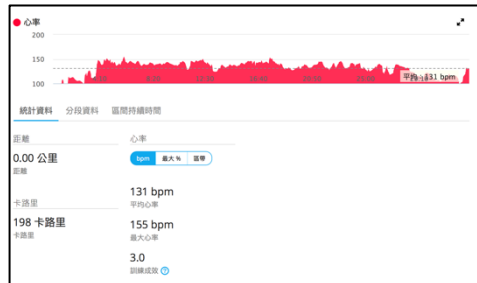 心率
200
150
100
平均: 131 bpm
統計資料 分段資料 區間持續時間
距離
0.00 公里
距離
卡路里
198 卡路里
卡路里
心率
bpm 最大 % 區帶
131 bpm
平均心率
155 bpm
最大心率
3.0
訓練成效 ?